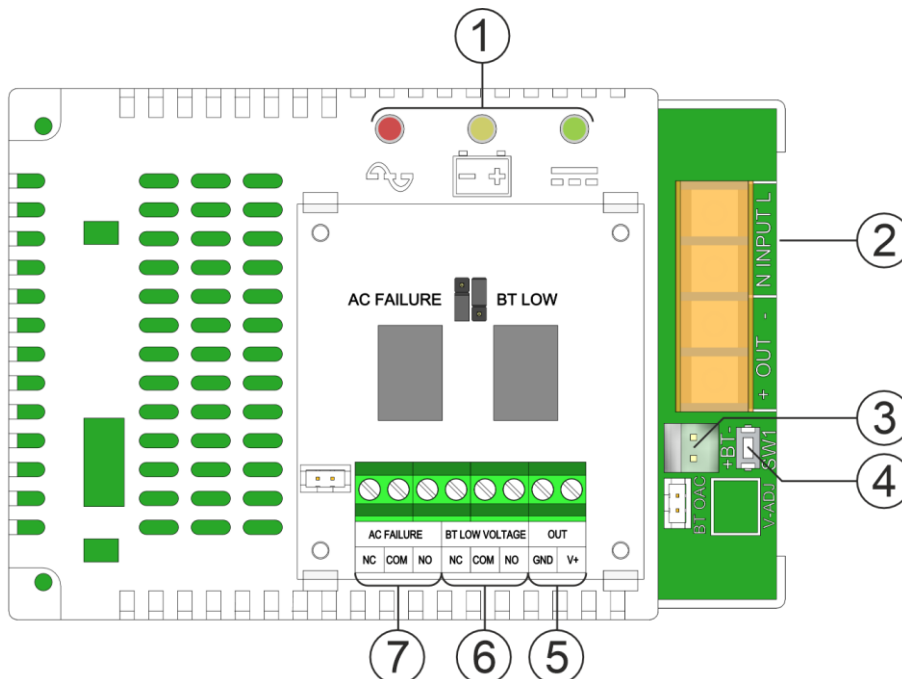 1
2
N INPUT L
AC FAILURE
BT LOW
+ OUT -
3
+BT-
SW1
4
BT QAC
V-ADJ
AC FAILURE
BT LOW VOLTAGE
OUT
NC COM NO
NC COM NO
GND V+
7
6
5